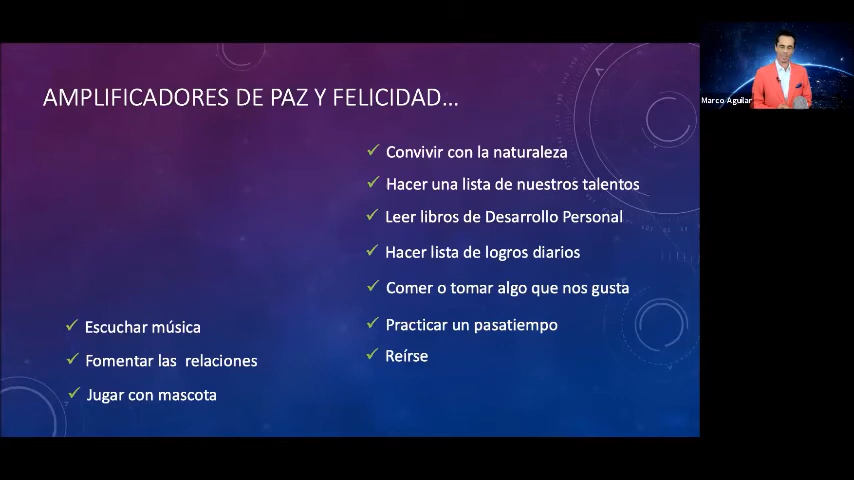 AMPLIFICADORES DE PAZ Y FELICIDAD...
Marco Aguilar
✓ Escuchar música
✓ Fomentar las relaciones
✓ Jugar con mascota
✓ Convivir con la naturaleza
✓ Hacer una lista de nuestros talentos
✓ Leer libros de Desarrollo Personal
✓ Hacer lista de logros diarios
✓ Comer o tomar algo que nos gusta
✓ Practicar un pasatiempo
✓ Reírse